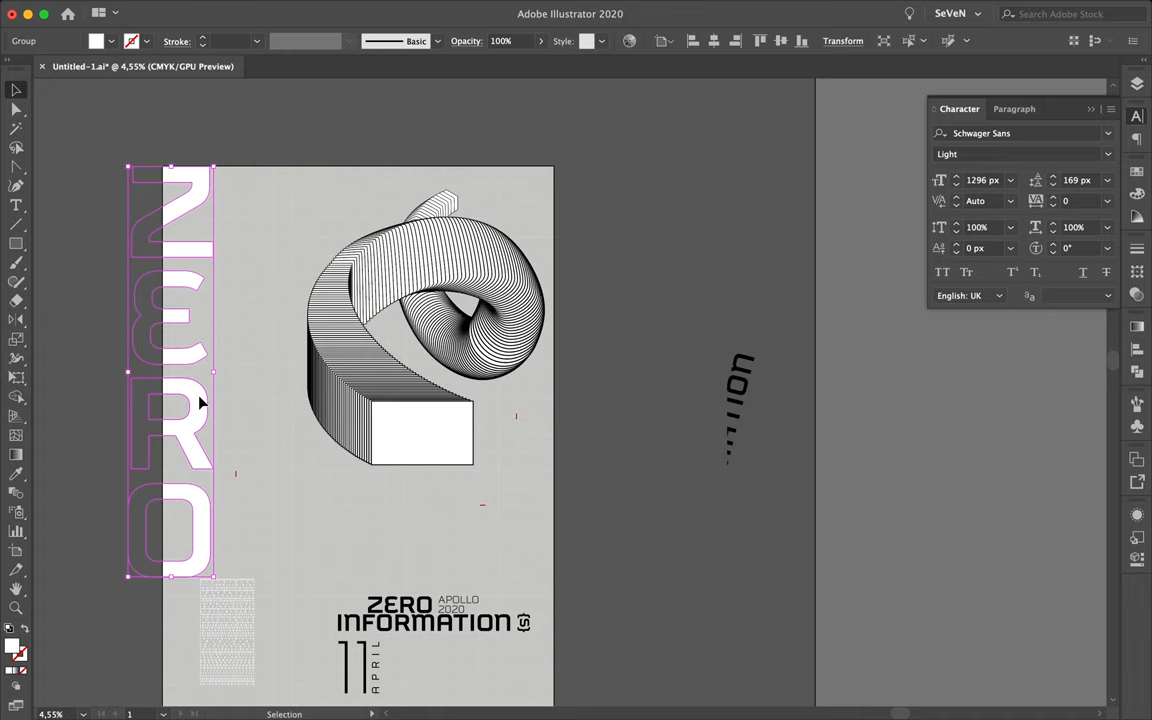 Adobe Illustrator 2020
SeVeN
Search Adobe Stock
Group
Stroke:
Basic
Opacity:
100%
Style:
Transform
Untitled-1.ai* @ 4,55% (CMYK/GPU Preview)
Character
Paragraph
Schwager Sans
Light
1296 px
169 px
Auto
0
100%
100%
0 px
0°
English: UK
ZERO
ZERO
APOLLO
2020
INFORMATION {S}
11
APRIL
4,55%
1
Selection